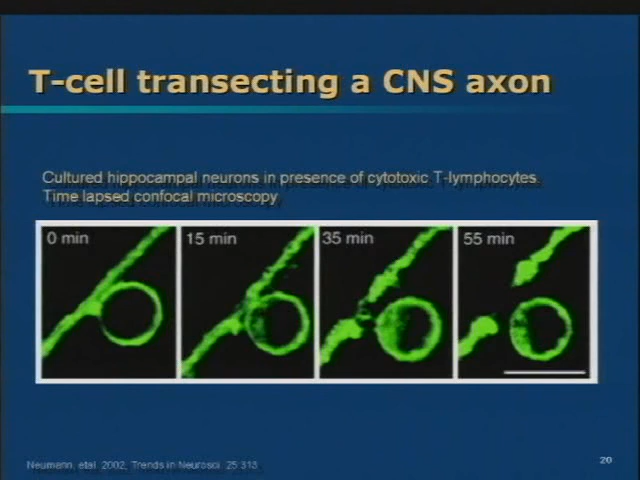 T-cell transecting a CNS axon
Cultured hippocampal neurons in presence of cytotoxic T-lymphocytes
Time lapsed confocal microscopy
0 min 15 min 35 min 55 min
Neumann, etal. 2002, Trends in Neurosci. 25:313
20